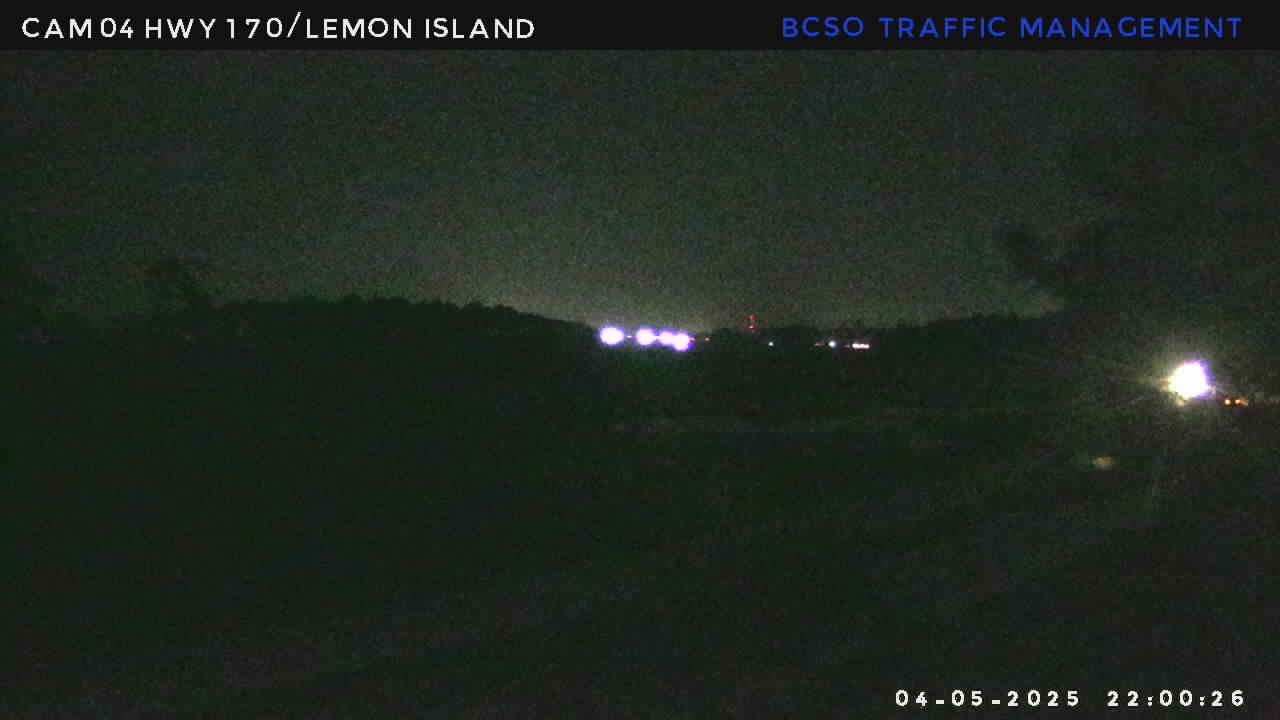 CAM04 HWY 170/LEMON ISLAND
BCSO TRAFFIC MANAGEMENT
04-05-2025 22:00:26